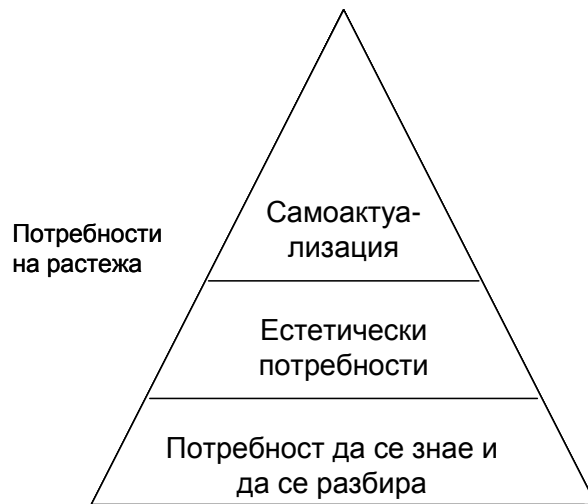 Самоактуа-
лизация
Потребности
на растежа
Естетически
потребности
Потребност да се знае и
да се разбира